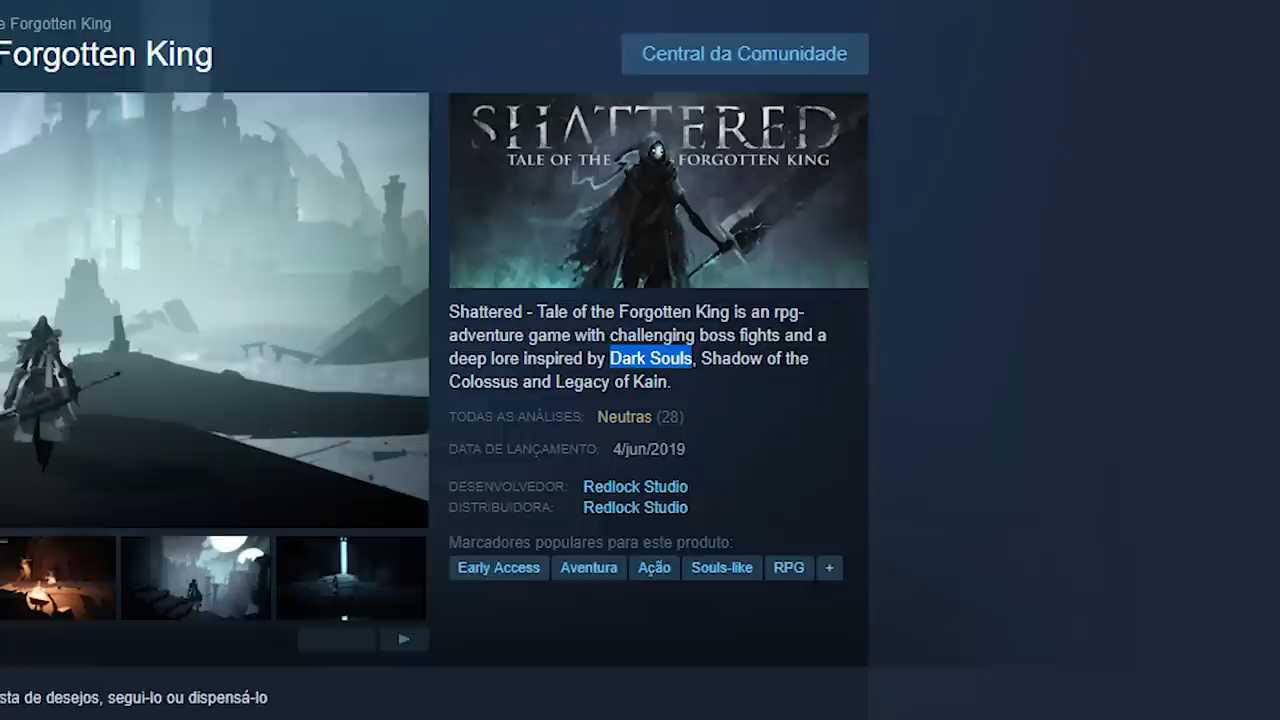 e Forgotten King
Forgotten King
Central da Comunidade
SHATTERED
TALE OF THE FORGOTTEN KING
Shattered - Tale of the Forgotten King is an rpg-
adventure game with challenging boss fights and a
deep lore inspired by Dark Souls, Shadow of the
Colossus and Legacy of Kain.
TODAS AS ANÁLISES: Neutras (28)
DATA DE LANÇAMENTO: 4/jun/2019
DESENVOLVEDOR: Redlock Studio
DISTRIBUIDORA: Redlock Studio
Marcadores populares para este produto:
Early Access Aventura Ação Souls-like RPG +
sta de desejos, segui-lo ou dispensá-lo